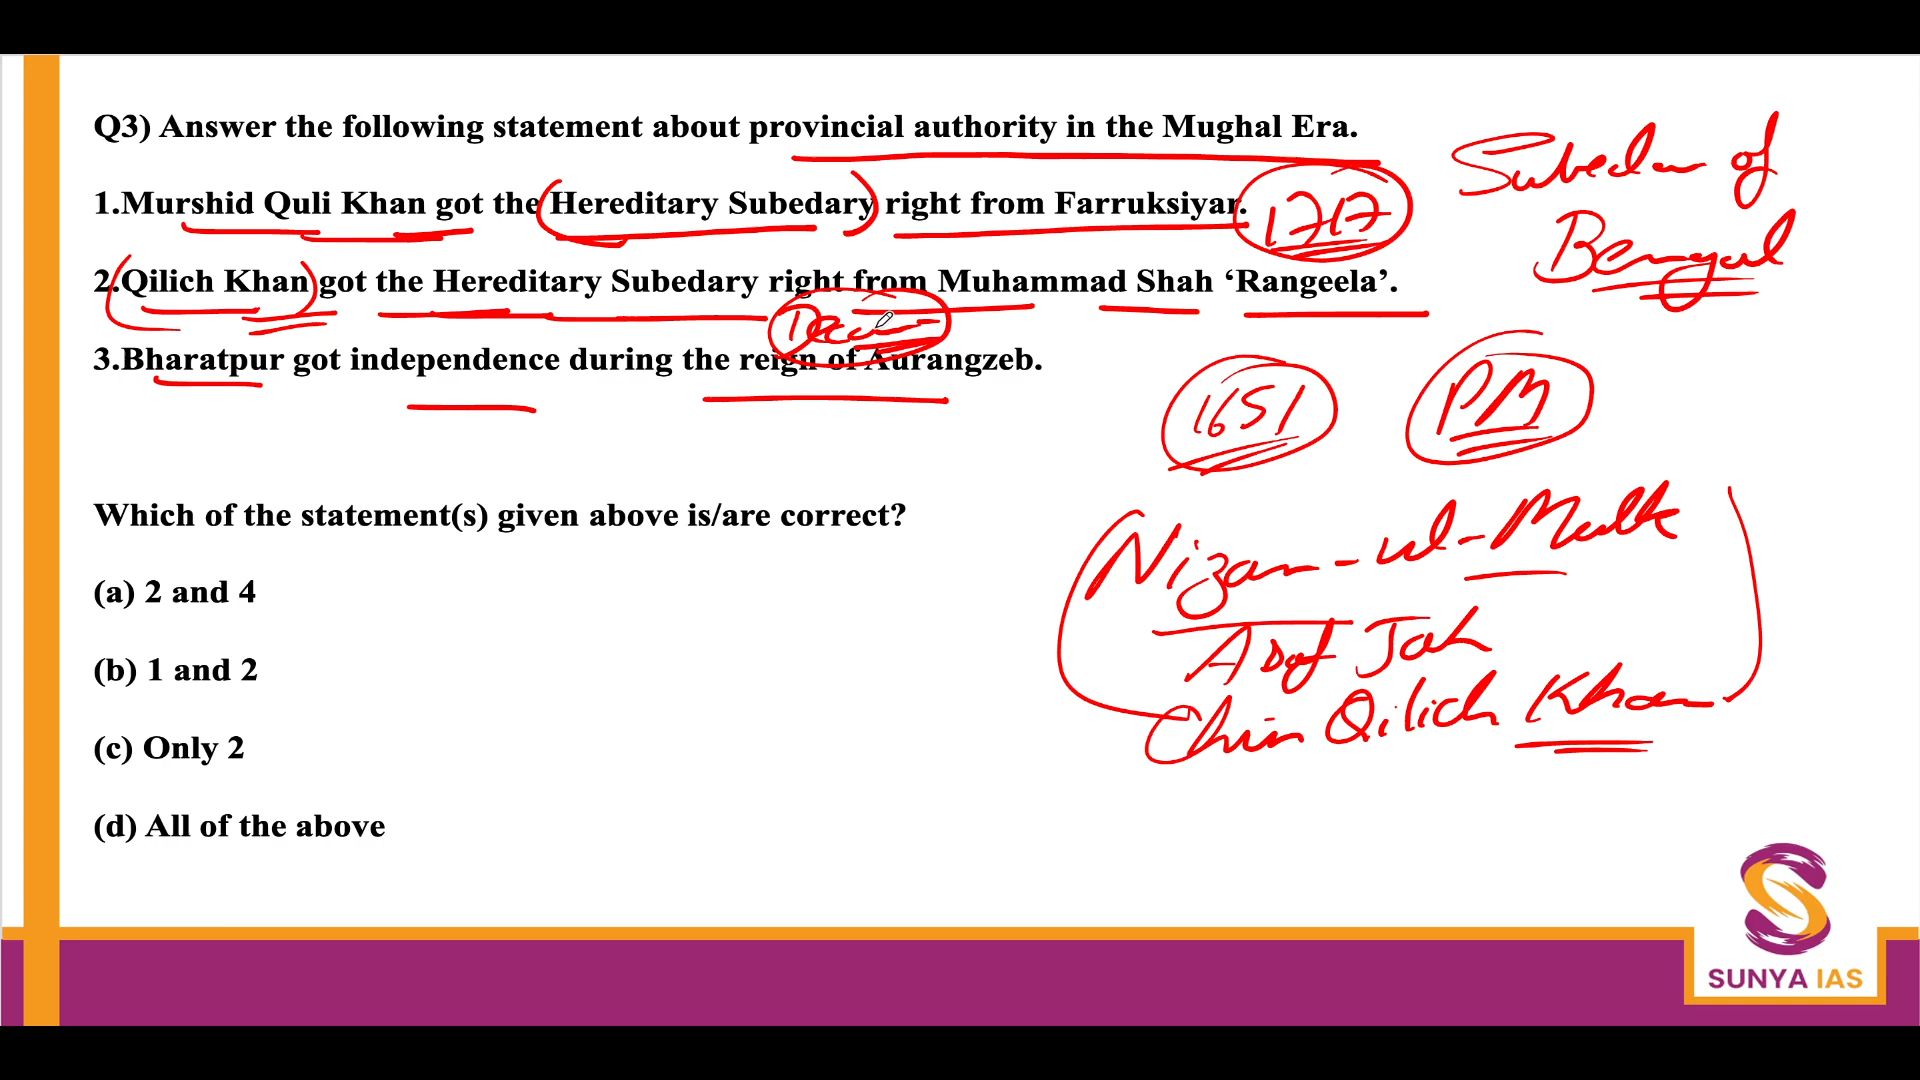 Q3) Answer the following statement about provincial authority in the Mughal Era.
1.Murshid Quli Khan got the Hereditary Subedary right from Farruksiyar.
1717
Subedar of
Bengal
2.Qilich Khan got the Hereditary Subedary right from Muhammad Shah ‘Rangeela’.
3.Bharatpur got independence during the reign of Aurangzeb.
1651
PM
Which of the statement(s) given above is/are correct?
Nizam-ul-Mulk
(a) 2 and 4
Asaf Jah
(b) 1 and 2
Chin Qilich Khan
(c) Only 2
(d) All of the above
SUNYA IAS